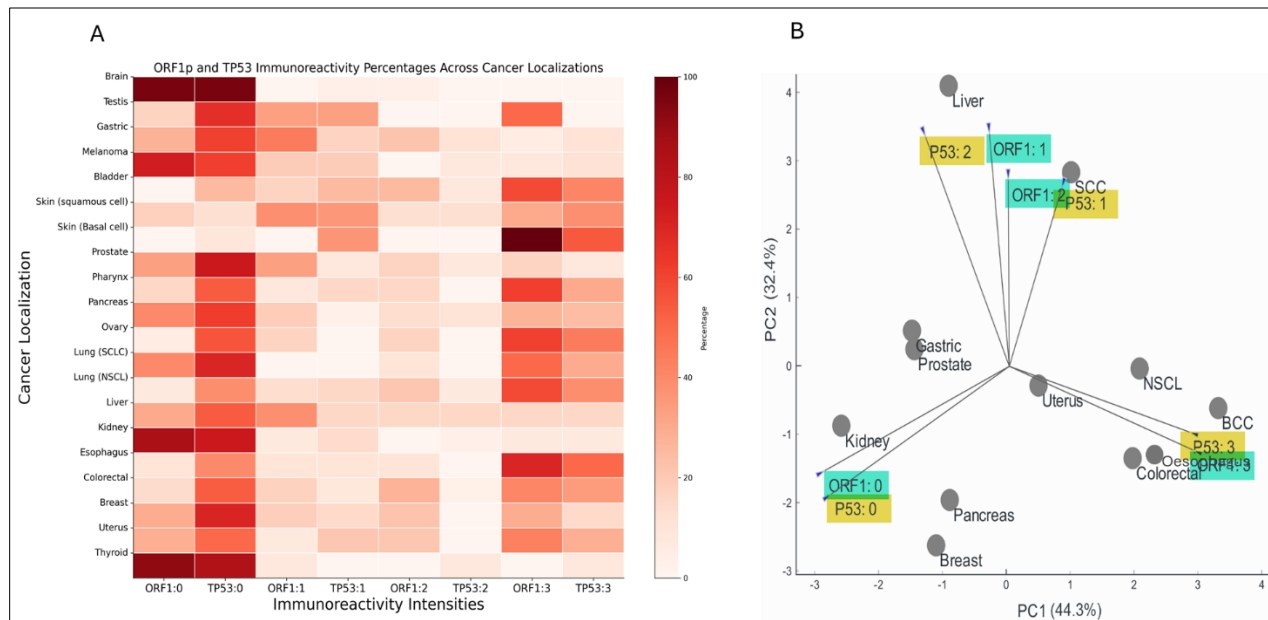 A
ORF1p and TP53 Immunoreactivity Percentages Across Cancer Localizations
Cancer Localization
Brain
Testis
Gastric
Melanoma
Bladder
Skin (squamous cell)
Skin (Basal cell)
Prostate
Pharynx
Pancreas
Ovary
Lung (SCLC)
Lung (NSCL)
Liver
Kidney
Esophagus
Colorectal
Breast
Uterus
Thyroid
ORF1:0 TP53:0 ORF1:1 TP53:1 ORF1:2 TP53:2 ORF1:3 TP53:3
Immunoreactivity Intensities
100
80
60
40
20
0
Percentage
B
PC2 (32.4%)
4
3
2
1
0
-1
-2
-3
Liver
P53: 2
ORF1: 1
ORF1: 2
SCC
P53: 1
Gastric
Prostate
Uterus
NSCL
BCC
Kidney
P53: 3
Oesophagus
ORF1: 3
Colorectal
ORF1: 0
P53: 0
Pancreas
Breast
-3 -2 -1 0 1 2 3 4
PC1 (44.3%)